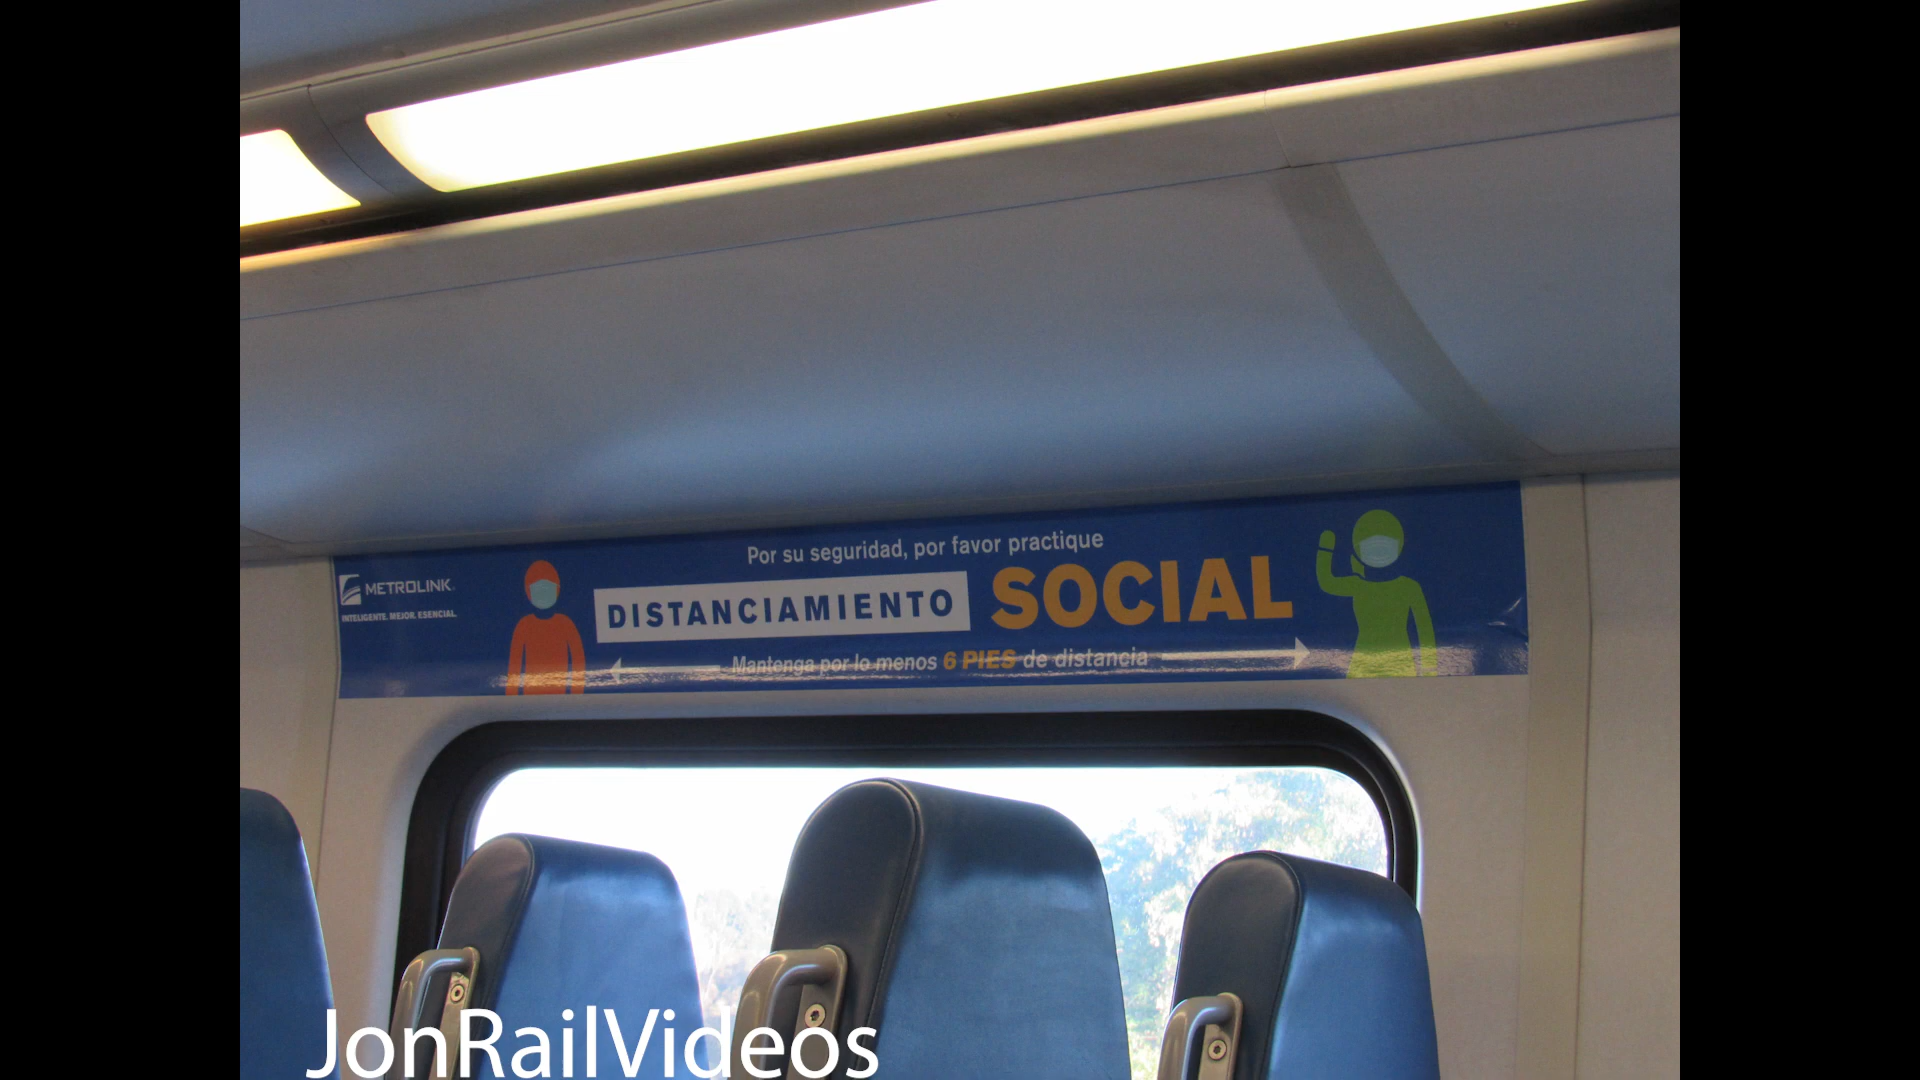 Por su seguridad, por favor practique
METROLINK
INTELIGENTE. MEJOR. ESENCIAL.
DISTANCIAMIENTO SOCIAL
Mantenga por lo menos 6 PIES de distancia
JonRailVideos